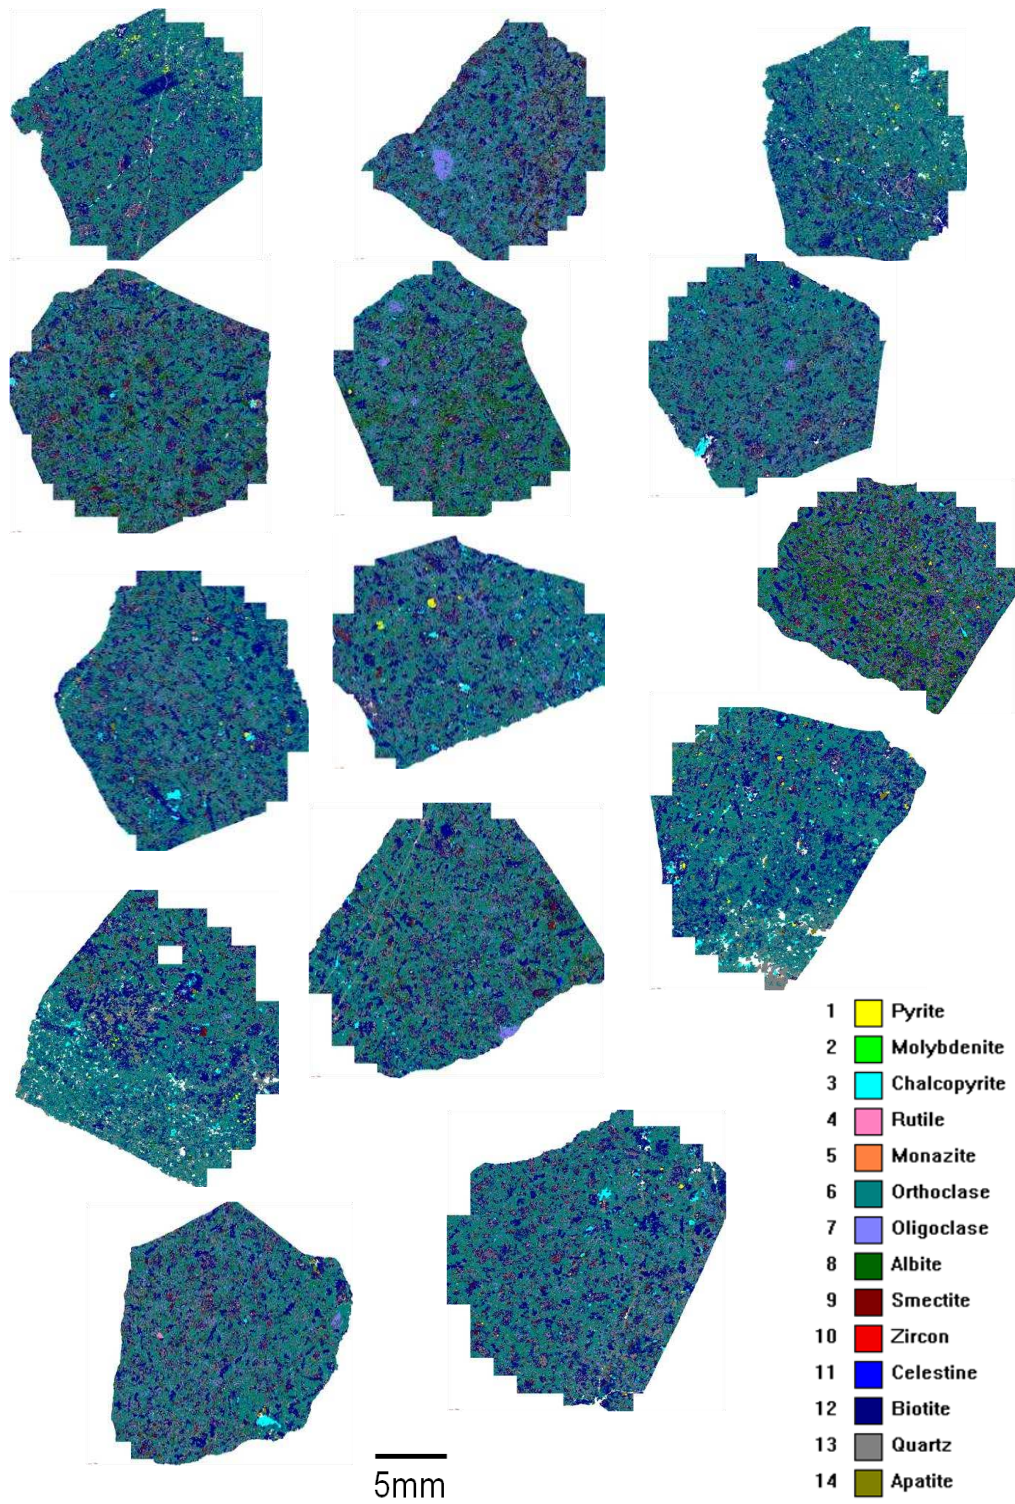 1 Pyrite
2 Molybdenite
3 Chalcopyrite
4 Rutile
5 Monazite
6 Orthoclase
7 Oligoclase
8 Albite
9 Smectite
10 Zircon
11 Celestine
12 Biotite
13 Quartz
14 Apatite
5mm